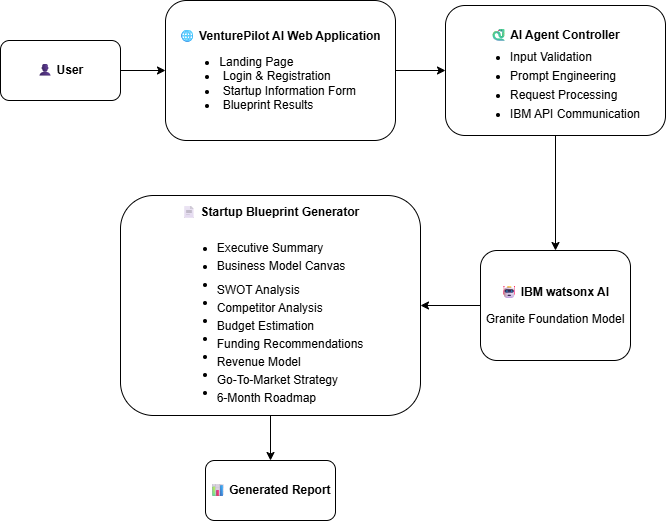 User
VenturePilot AI Web Application
Landing Page
Login & Registration
Startup Information Form
Blueprint Results
AI Agent Controller
Input Validation
Prompt Engineering
Request Processing
IBM API Communication
IBM watsonx AI
Granite Foundation Model
Startup Blueprint Generator
Executive Summary
Business Model Canvas
SWOT Analysis
Competitor Analysis
Budget Estimation
Funding Recommendations
Revenue Model
Go-To-Market Strategy
6-Month Roadmap
Generated Report